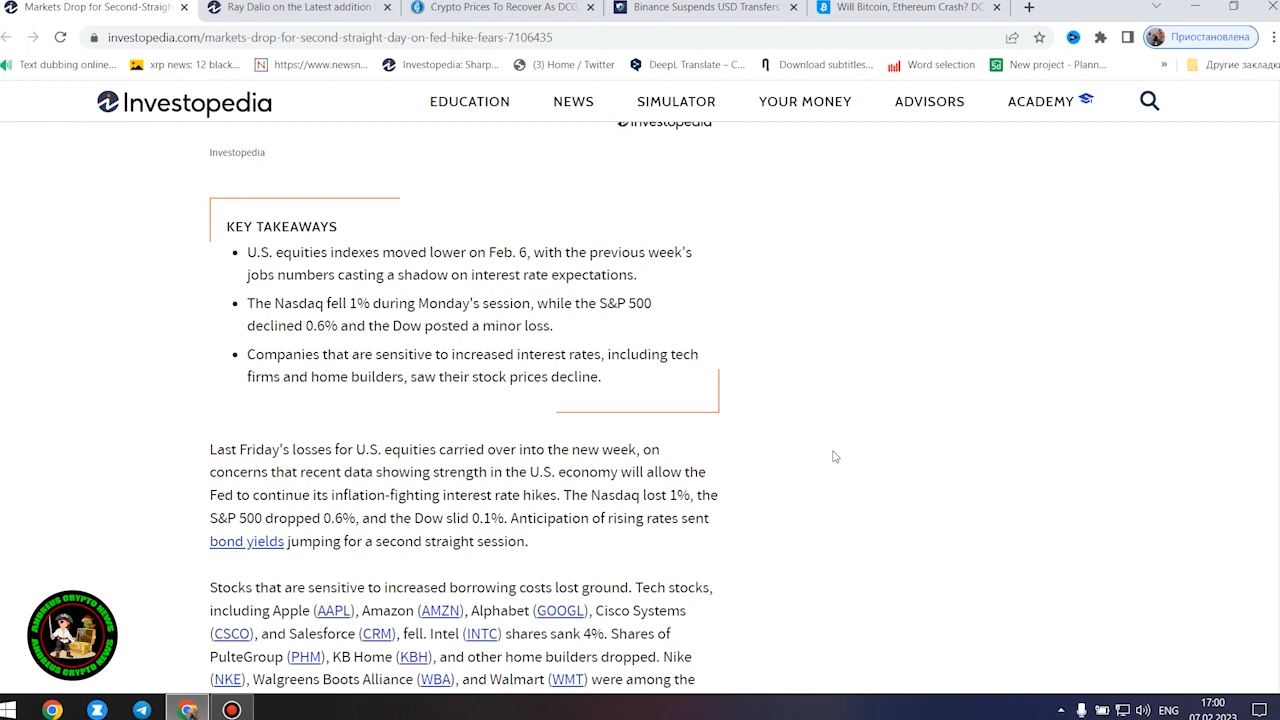 Markets Drop for Second-Straigh
Ray Dalio on the Latest addition
Crypto Prices To Recover As DCG
Binance Suspends USD Transfers
Will Bitcoin, Ethereum Crash? DC
investopedia.com/markets-drop-for-second-straight-day-on-fed-hike-fears-7106435
Приостановлена
Text dubbing online...
xrp news: 12 black...
https://www.newsn...
Investopedia: Sharp...
(3) Home / Twitter
DeepL Translate – C...
Download subtitles...
Word selection
New project - Plann...
»
Другие закладки
Investopedia
EDUCATION
NEWS
SIMULATOR
YOUR MONEY
ADVISORS
ACADEMY
Investopedia
Investopedia
KEY TAKEAWAYS
• U.S. equities indexes moved lower on Feb. 6, with the previous week's
jobs numbers casting a shadow on interest rate expectations.
• The Nasdaq fell 1% during Monday's session, while the S&P 500
declined 0.6% and the Dow posted a minor loss.
• Companies that are sensitive to increased interest rates, including tech
firms and home builders, saw their stock prices decline.
Last Friday's losses for U.S. equities carried over into the new week, on
concerns that recent data showing strength in the U.S. economy will allow the
Fed to continue its inflation-fighting interest rate hikes. The Nasdaq lost 1%, the
S&P 500 dropped 0.6%, and the Dow slid 0.1%. Anticipation of rising rates sent
bond yields jumping for a second straight session.
Stocks that are sensitive to increased borrowing costs lost ground. Tech stocks,
including Apple (AAPL), Amazon (AMZN), Alphabet (GOOGL), Cisco Systems
(CSCO), and Salesforce (CRM), fell. Intel (INTC) shares sank 4%. Shares of
PulteGroup (PHM), KB Home (KBH), and other home builders dropped. Nike
(NKE), Walgreens Boots Alliance (WBA), and Walmart (WMT) were among the
ANDREUS CRYPTO NEWS
ANDREUS CRYPTO NEWS
ENG
17:00
07.02.2023